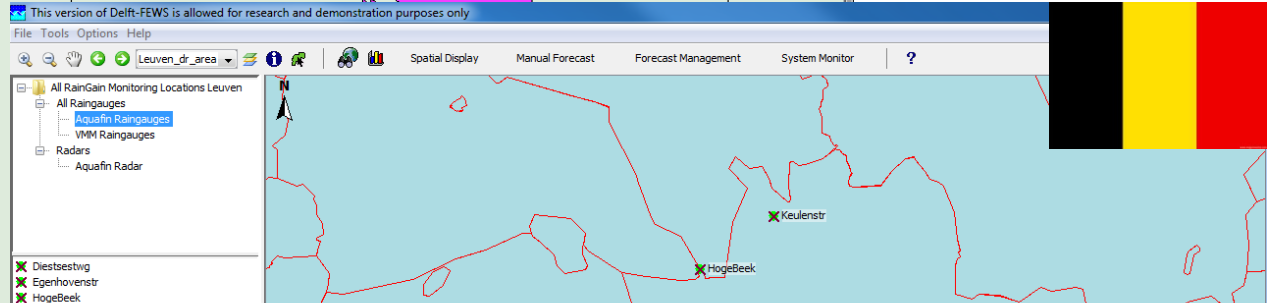 This version of Delft-FEWS is allowed for research and demonstration purposes only
File Tools Options Help
Leuven_dr_area Spatial Display Manual Forecast Forecast Management System Monitor ?
All RainGain Monitoring Locations Leuven
All Raingauges
Aquafin Raingauges
VMM Raingauges
Radars
Aquafin Radar
N
Keulenstr
HogeBeek
Diestsestwg
Egenhovenstr
HogeBeek